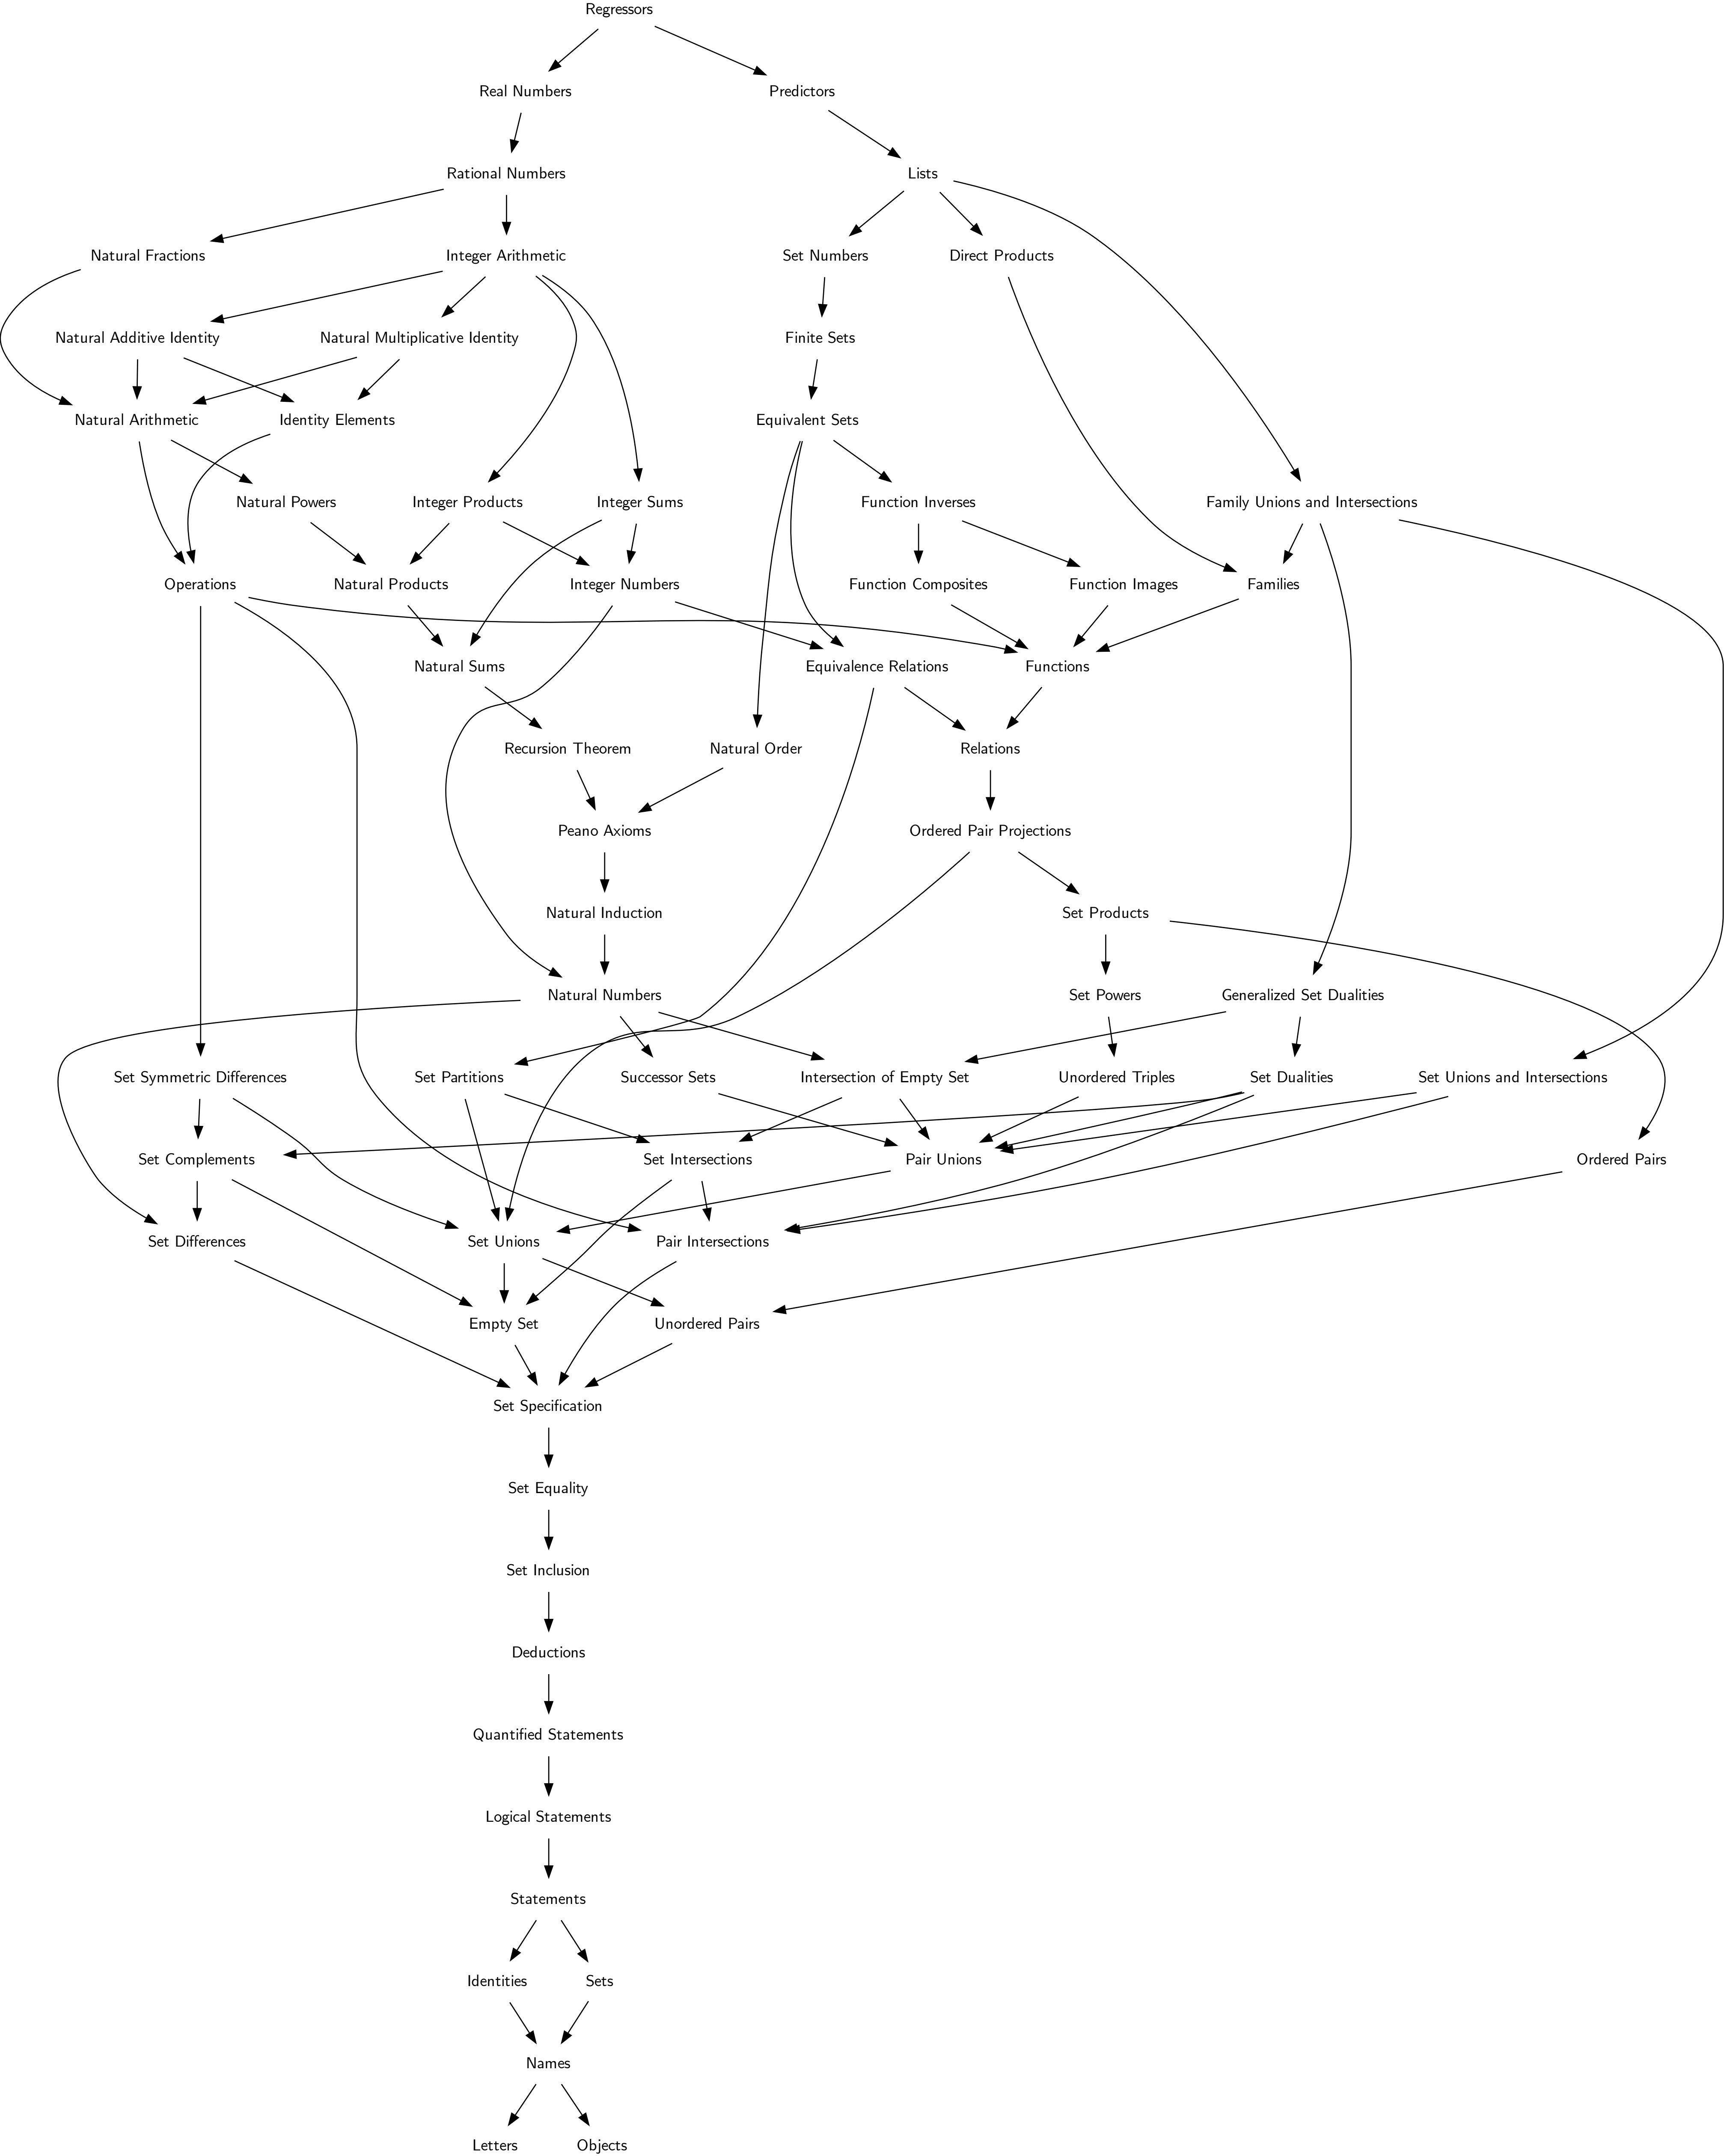 Regressors
Real Numbers
Predictors
Rational Numbers
Lists
Natural Fractions
Integer Arithmetic
Set Numbers
Direct Products
Natural Additive Identity
Natural Multiplicative Identity
Finite Sets
Natural Arithmetic
Identity Elements
Equivalent Sets
Natural Powers
Integer Products
Integer Sums
Function Inverses
Family Unions and Intersections
Operations
Natural Products
Integer Numbers
Function Composites
Function Images
Families
Natural Sums
Equivalence Relations
Functions
Recursion Theorem
Natural Order
Relations
Peano Axioms
Ordered Pair Projections
Natural Induction
Set Products
Natural Numbers
Set Powers
Generalized Set Dualities
Set Symmetric Differences
Set Partitions
Successor Sets
Intersection of Empty Set
Unordered Triples
Set Dualities
Set Unions and Intersections
Set Complements
Set Intersections
Pair Unions
Ordered Pairs
Set Differences
Set Unions
Pair Intersections
Empty Set
Unordered Pairs
Set Specification
Set Equality
Set Inclusion
Deductions
Quantified Statements
Logical Statements
Statements
Identities
Sets
Names
Letters
Objects